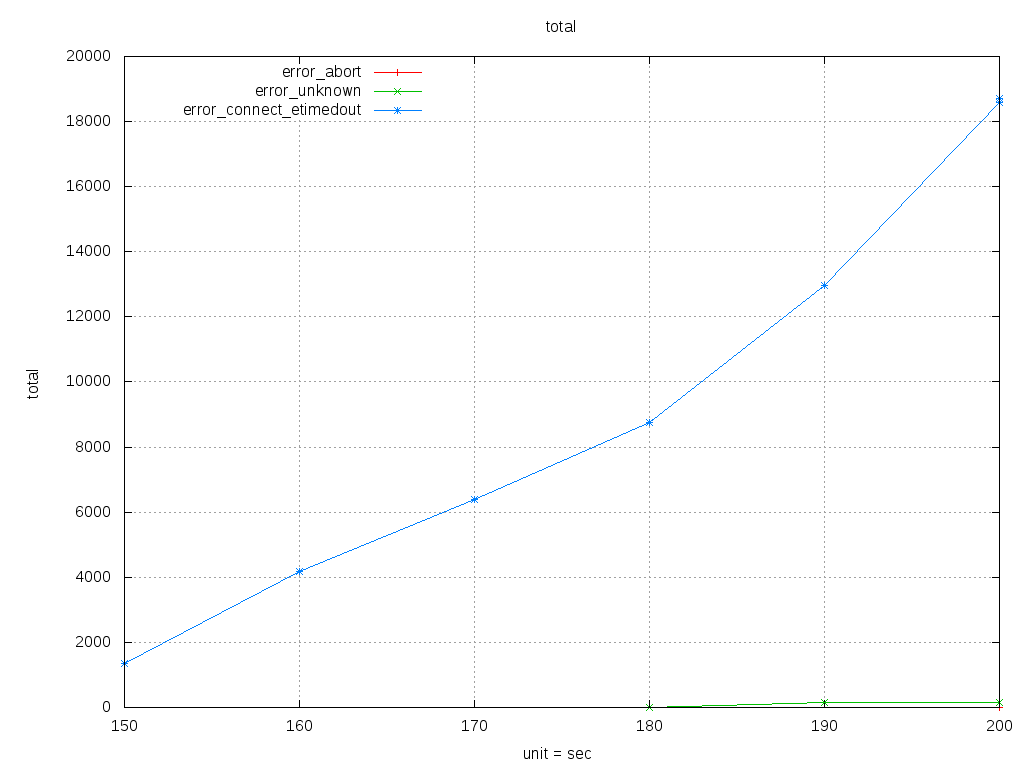 total
20000
18000
16000
14000
12000
10000
8000
6000
4000
2000
0
error_abort
error_unknown
error_connect_etimedout
total
150 160 170 180 190 200
unit = sec